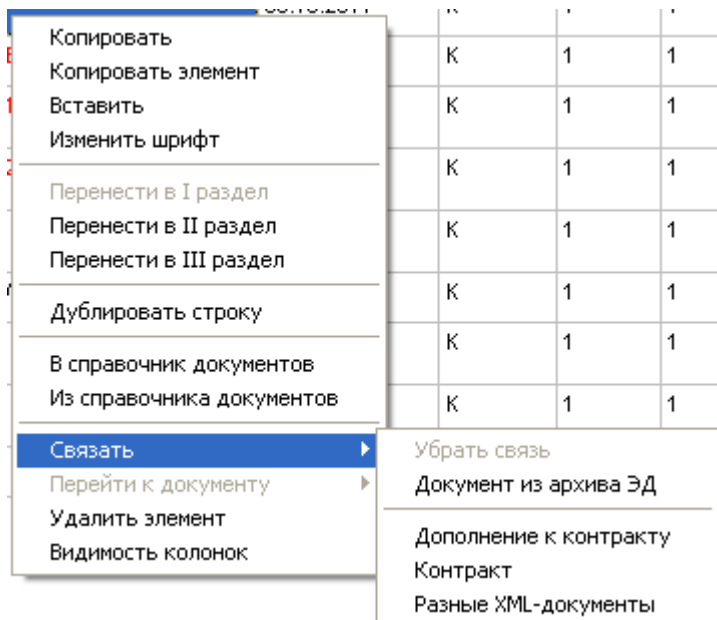 Копировать
Копировать элемент
Вставить
Изменить шрифт
Перенести в I раздел
Перенести в II раздел
Перенести в III раздел
Дублировать строку
В справочник документов
Из справочника документов
Связать
Перейти к документу
Удалить элемент
Видимость колонок
Убрать связь
Документ из архива ЭД
Дополнение к контракту
Контракт
Разные XML-документы
К 1 1
К 1 1
К 1 1
К 1 1
К 1 1
К 1 1
К 1 1